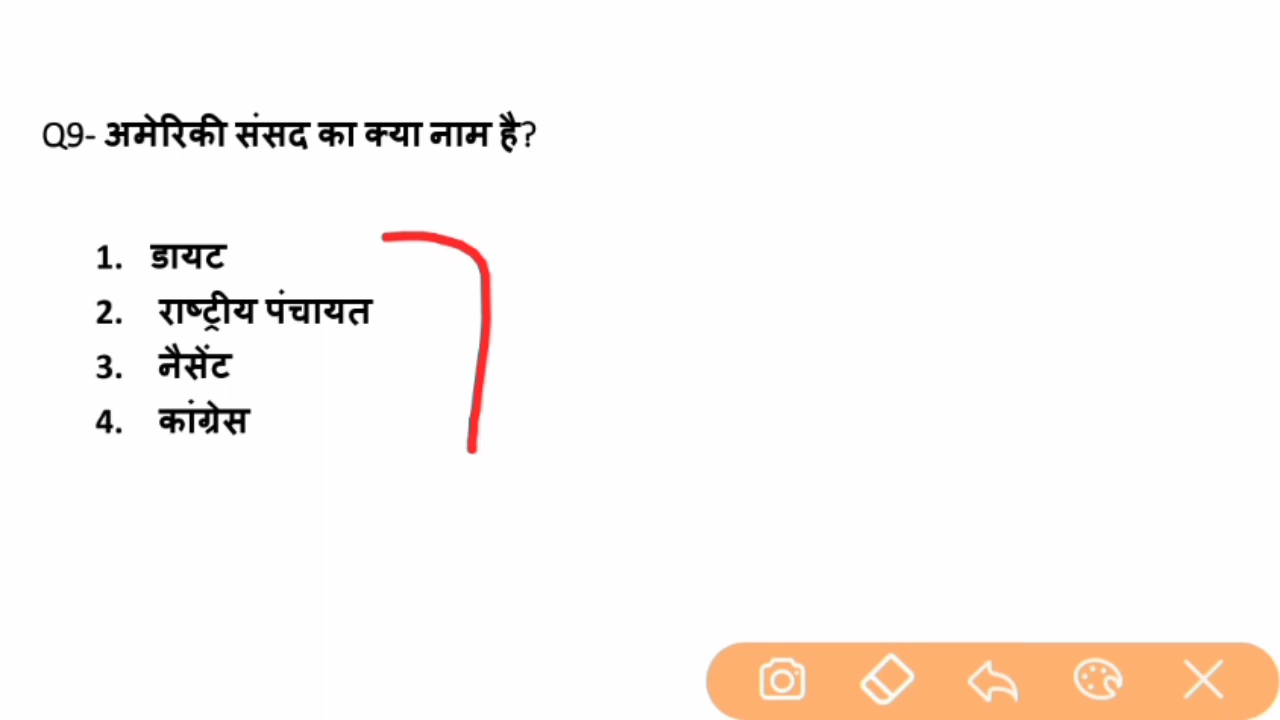 Q9- अमेरिकी संसद का क्या नाम है?
1. डायट
2. राष्ट्रीय पंचायत
3. नैसेंट
4. कांग्रेस